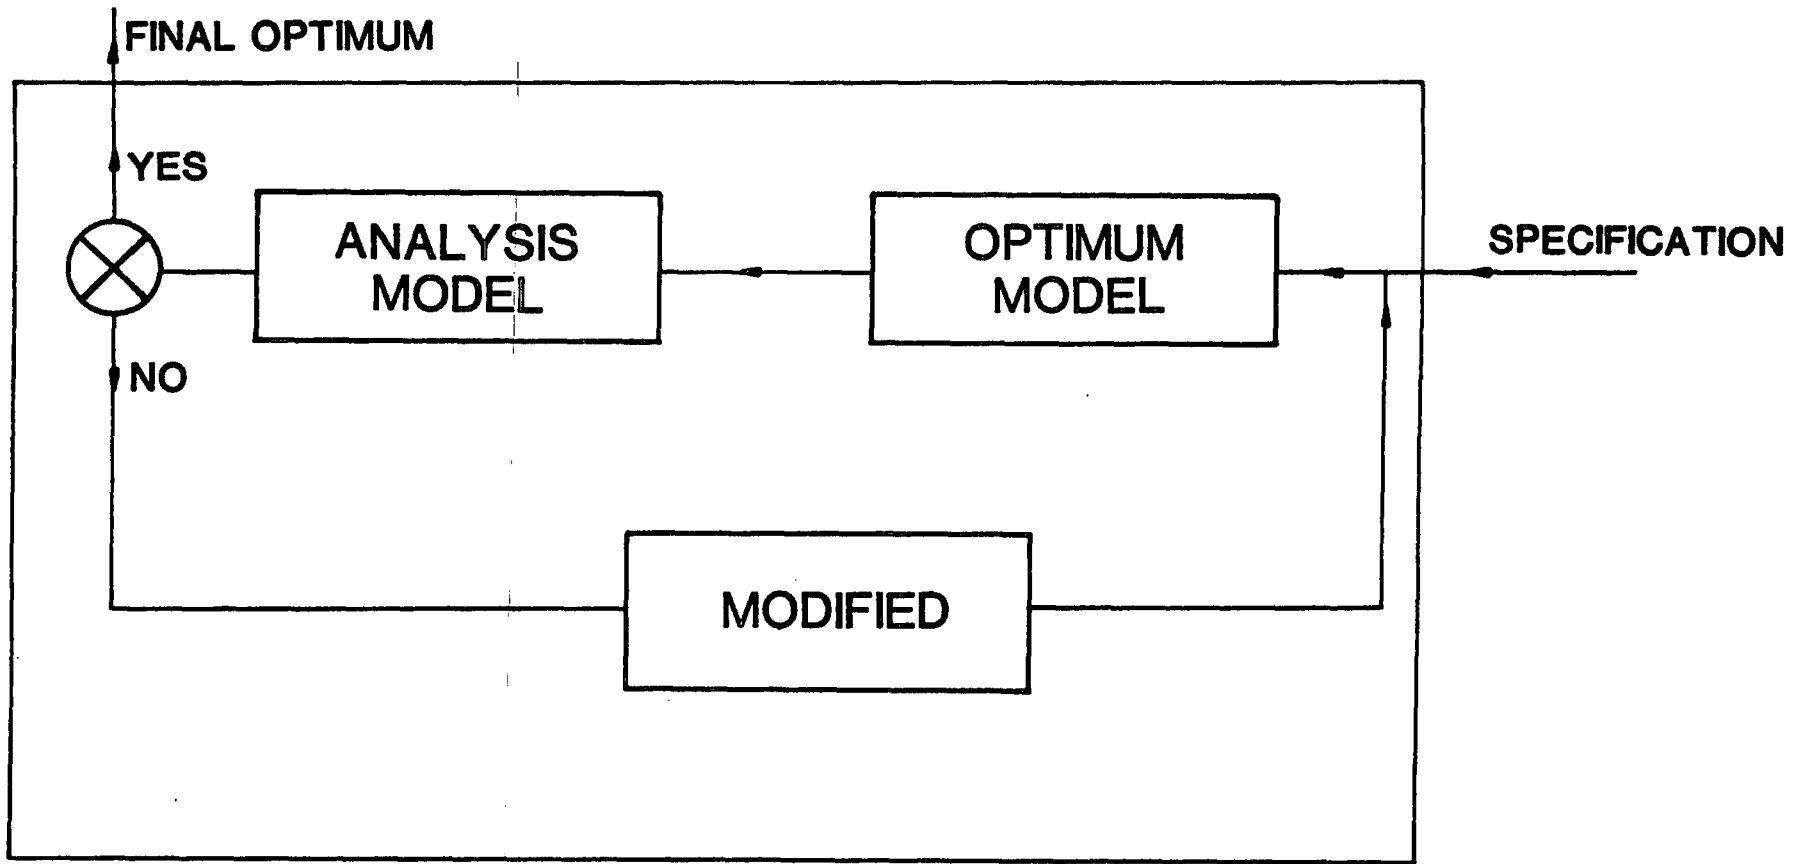 FINAL OPTIMUM
YES
ANALYSIS
MODEL
OPTIMUM
MODEL
SPECIFICATION
NO
MODIFIED